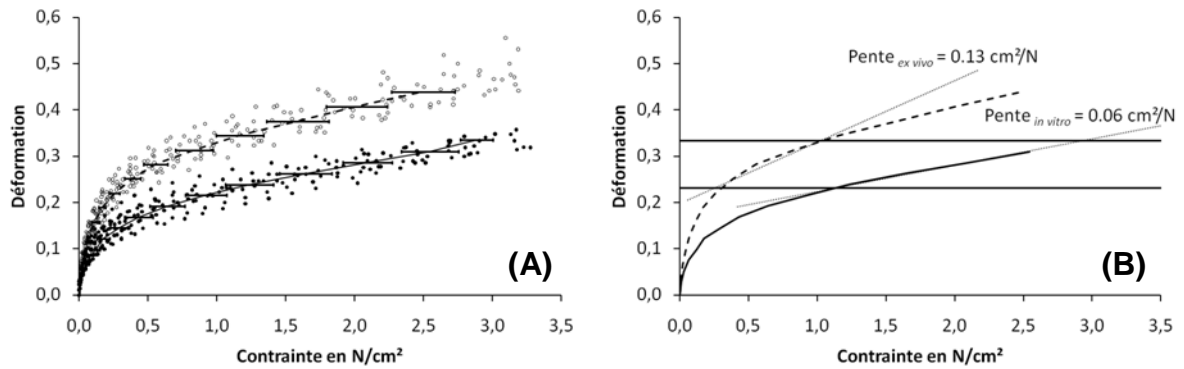 0,6
0,5
0,4
0,3
0,2
0,1
0,0
Déformation
0,0 0,5 1,0 1,5 2,0 2,5 3,0 3,5
Contrainte en N/cm²
(A)
0,6
0,5
0,4
0,3
0,2
0,1
0,0
Déformation
Pente ex vivo = 0.13 cm²/N
Pente in vitro = 0.06 cm²/N
0,0 0,5 1,0 1,5 2,0 2,5 3,0 3,5
Contrainte en N/cm²
(B)